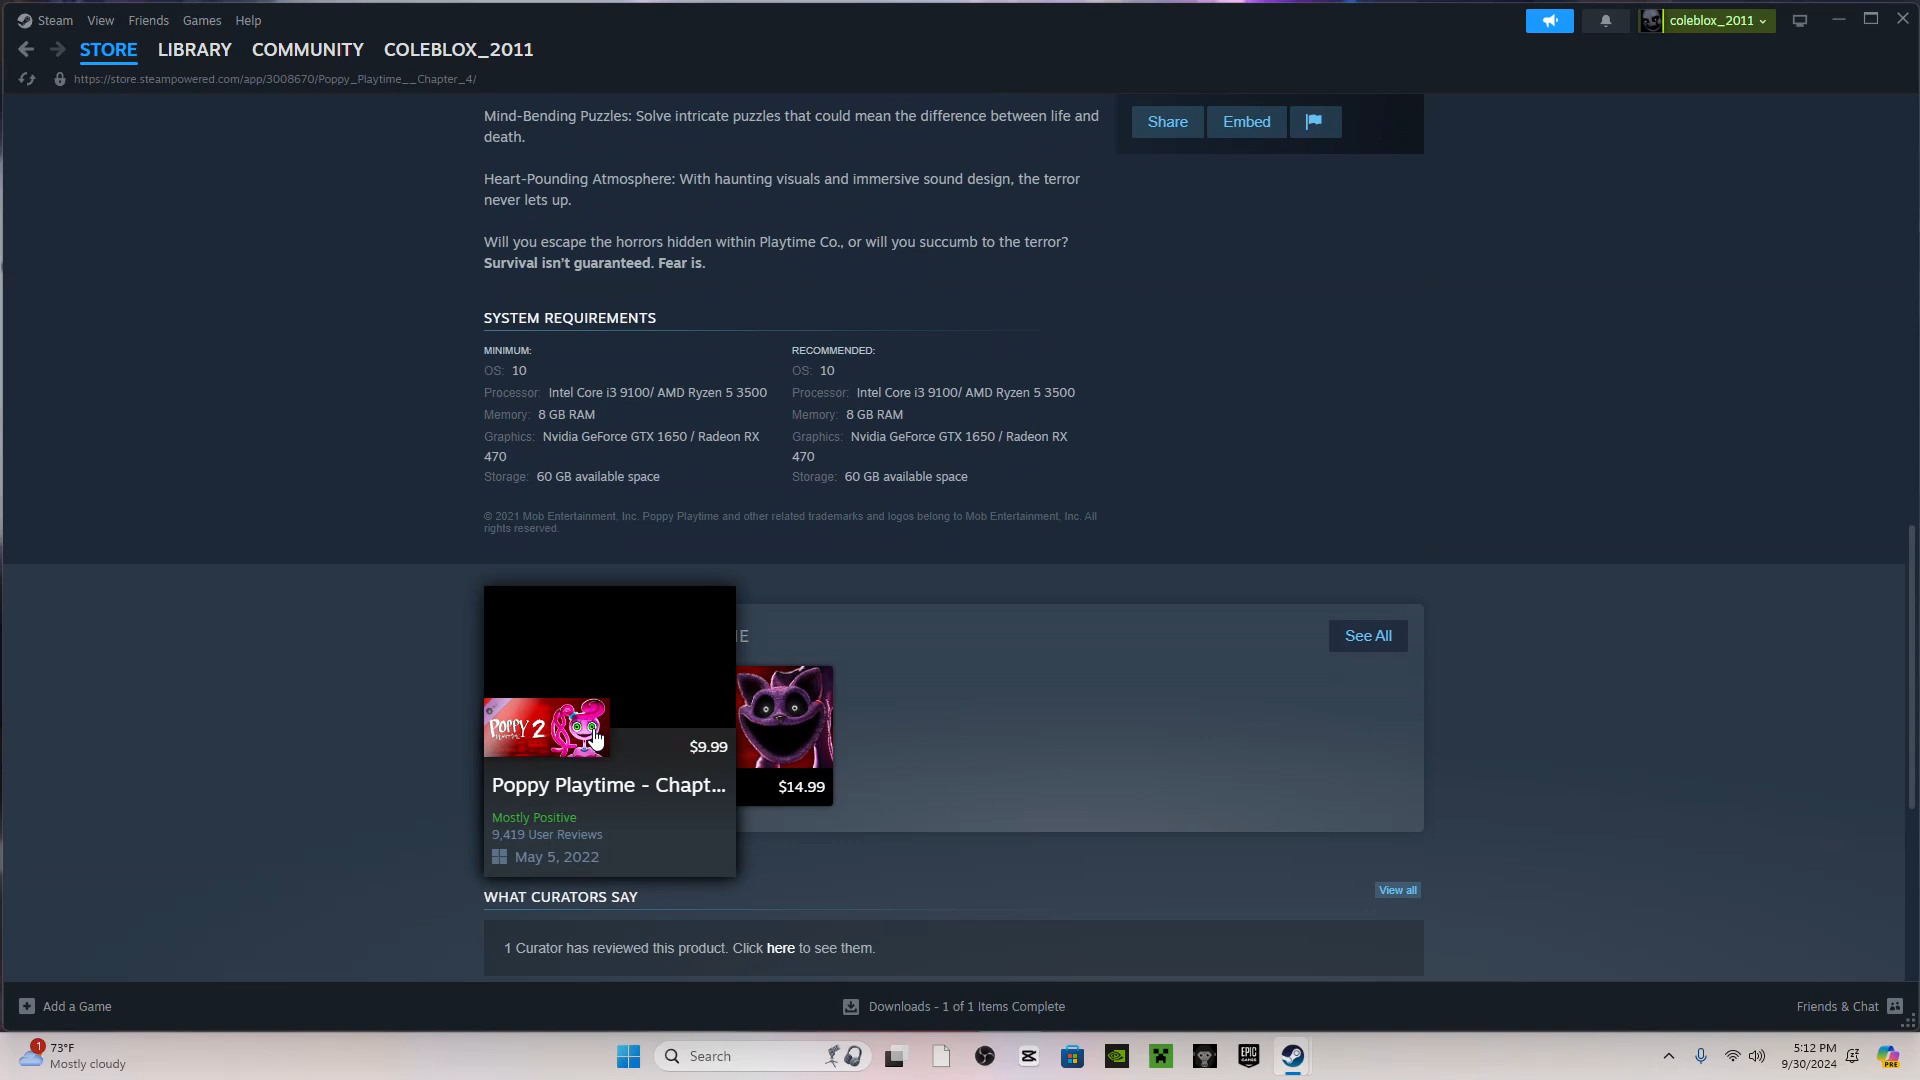 Steam View Friends Games Help
coleblox_2011
STORE LIBRARY COMMUNITY COLEBLOX_2011
https://store.steampowered.com/app/3008670/Poppy_Playtime__Chapter_4/
Mind-Bending Puzzles: Solve intricate puzzles that could mean the difference between life and
death.
Share Embed
Heart-Pounding Atmosphere: With haunting visuals and immersive sound design, the terror
never lets up.
Will you escape the horrors hidden within Playtime Co., or will you succumb to the terror?
Survival isn't guaranteed. Fear is.
SYSTEM REQUIREMENTS
MINIMUM:
OS: 10
Processor: Intel Core i3 9100/ AMD Ryzen 5 3500
Memory: 8 GB RAM
Graphics: Nvidia GeForce GTX 1650 / Radeon RX
470
Storage: 60 GB available space
RECOMMENDED:
OS: 10
Processor: Intel Core i3 9100/ AMD Ryzen 5 3500
Memory: 8 GB RAM
Graphics: Nvidia GeForce GTX 1650 / Radeon RX
470
Storage: 60 GB available space
© 2021 Mob Entertainment, Inc. Poppy Playtime and other related trademarks and logos belong to Mob Entertainment, Inc. All
rights reserved.
See All
POPPY 2
$9.99
Poppy Playtime - Chapt...
Mostly Positive
9,419 User Reviews
May 5, 2022
$14.99
WHAT CURATORS SAY
View all
1 Curator has reviewed this product. Click here to see them.
Add a Game
Downloads - 1 of 1 Items Complete
Friends & Chat
1
73°F
Mostly cloudy
Search
EPIC
GAMES
5:12 PM
9/30/2024
PRE